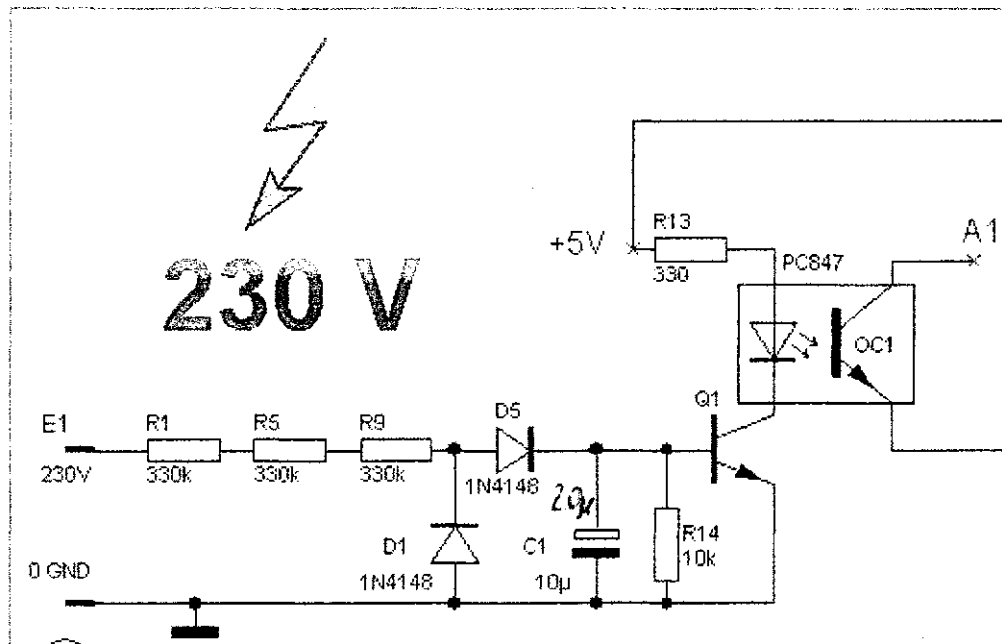 R13
A1
+5V
330
PC847
230 V
OC1
Q1
E1
R1
R5
R9
D5
230V
330k
330k
330k
1N4148
D1
C1
R14
10k
1N4148
10µ
0 GND